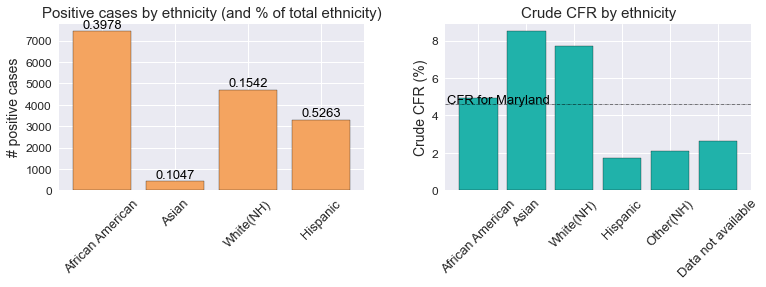 Positive cases by ethnicity (and % of total ethnicity)
# positive cases
7000
6000
5000
4000
3000
2000
1000
0
0.3978
0.1047
0.1542
0.5263
African American
Asian
White(NH)
Hispanic
Crude CFR by ethnicity
Crude CFR (%)
8
6
4
2
0
CFR for Maryland
African American
Asian
White(NH)
Hispanic
Other(NH)
Data not available